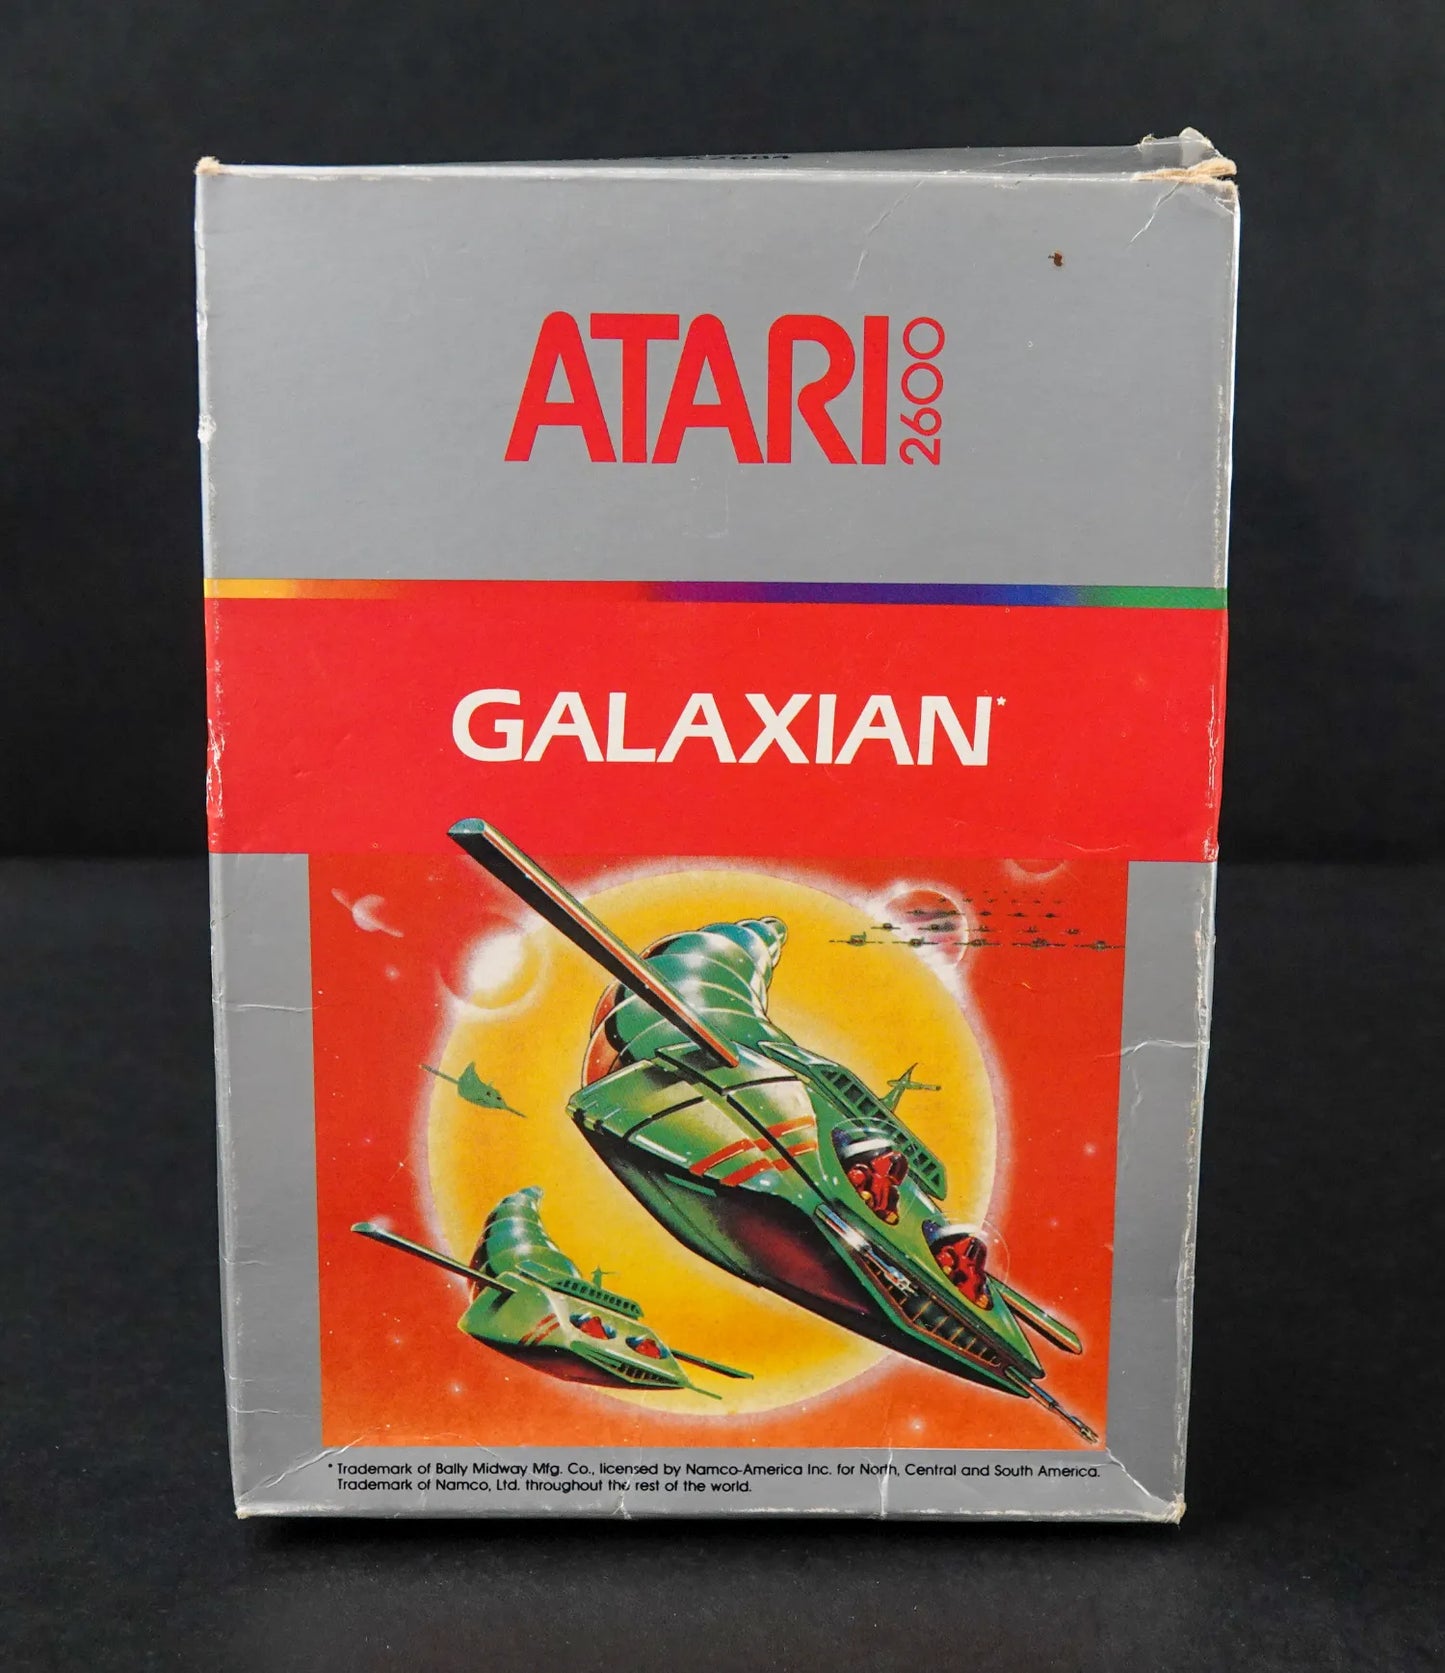 ATARI 2600
GALAXIAN*
* Trademark of Bally Midway Mfg. Co., licensed by Namco-America Inc. for North, Central and South America.
Trademark of Namco, Ltd. throughout the rest of the world.